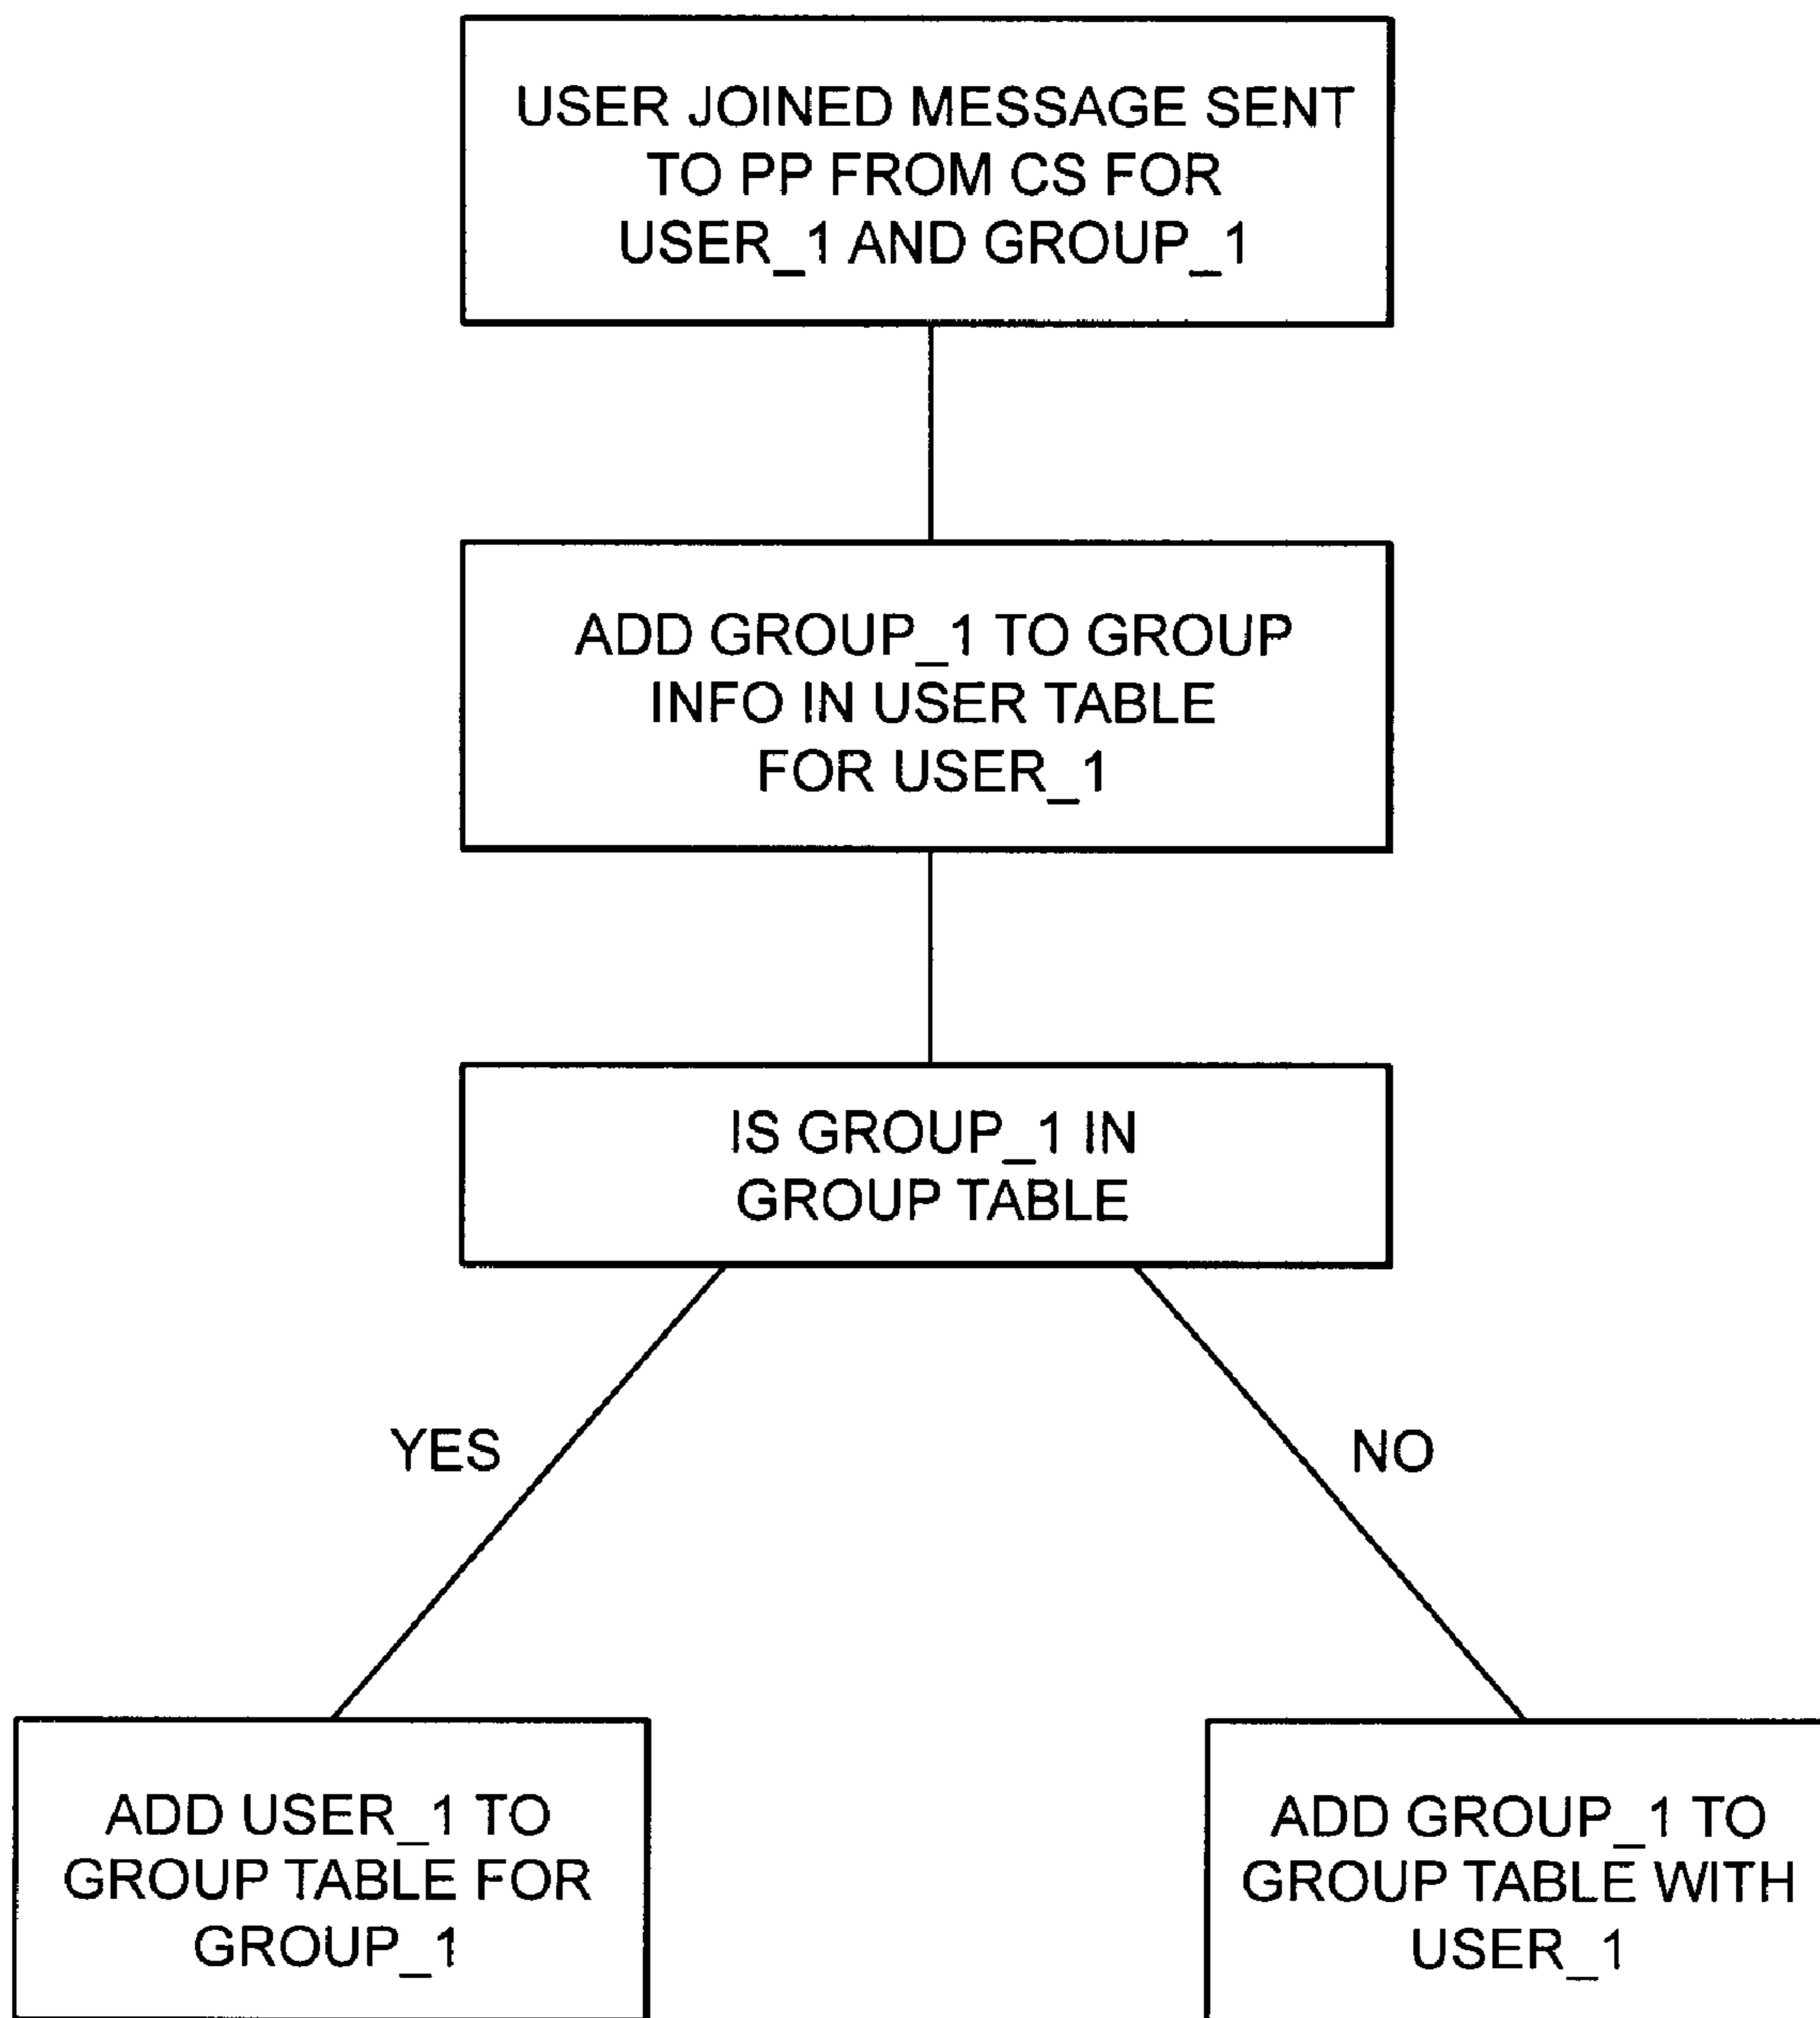 USER JOINED MESSAGE SENT
TO PP FROM CS FOR
USER_1 AND GROUP_1
ADD GROUP_1 TO GROUP
INFO IN USER TABLE
FOR USER_1
IS GROUP_1 IN
GROUP TABLE
YES
NO
ADD USER_1 TO
GROUP TABLE FOR
GROUP_1
ADD GROUP_1 TO
GROUP TABLE WITH
USER_1